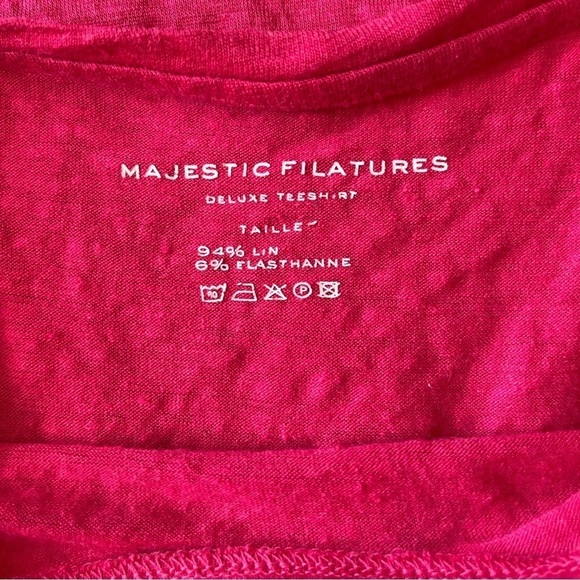 MAJESTIC FILATURES
DELUXE TEESHIRT
TAILLE
94% LIN
6% ELASTHANNE
P